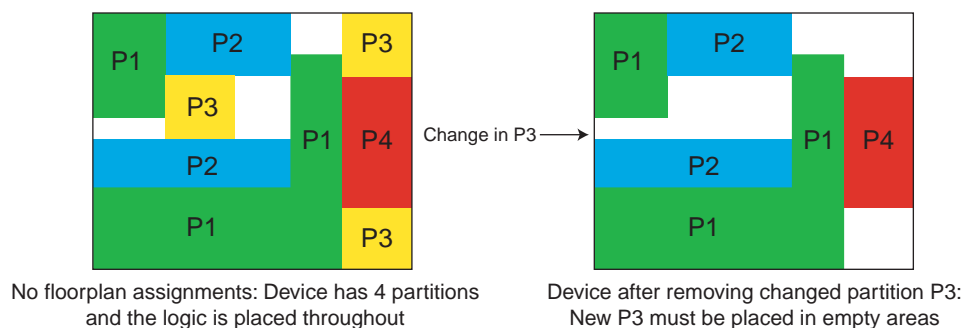 P1
P2
P3
P3
P1
P4
P2
P1
P3
No floorplan assignments: Device has 4 partitions
and the logic is placed throughout
Change in P3
P1
P2
P1
P4
P2
P1
Device after removing changed partition P3:
New P3 must be placed in empty areas